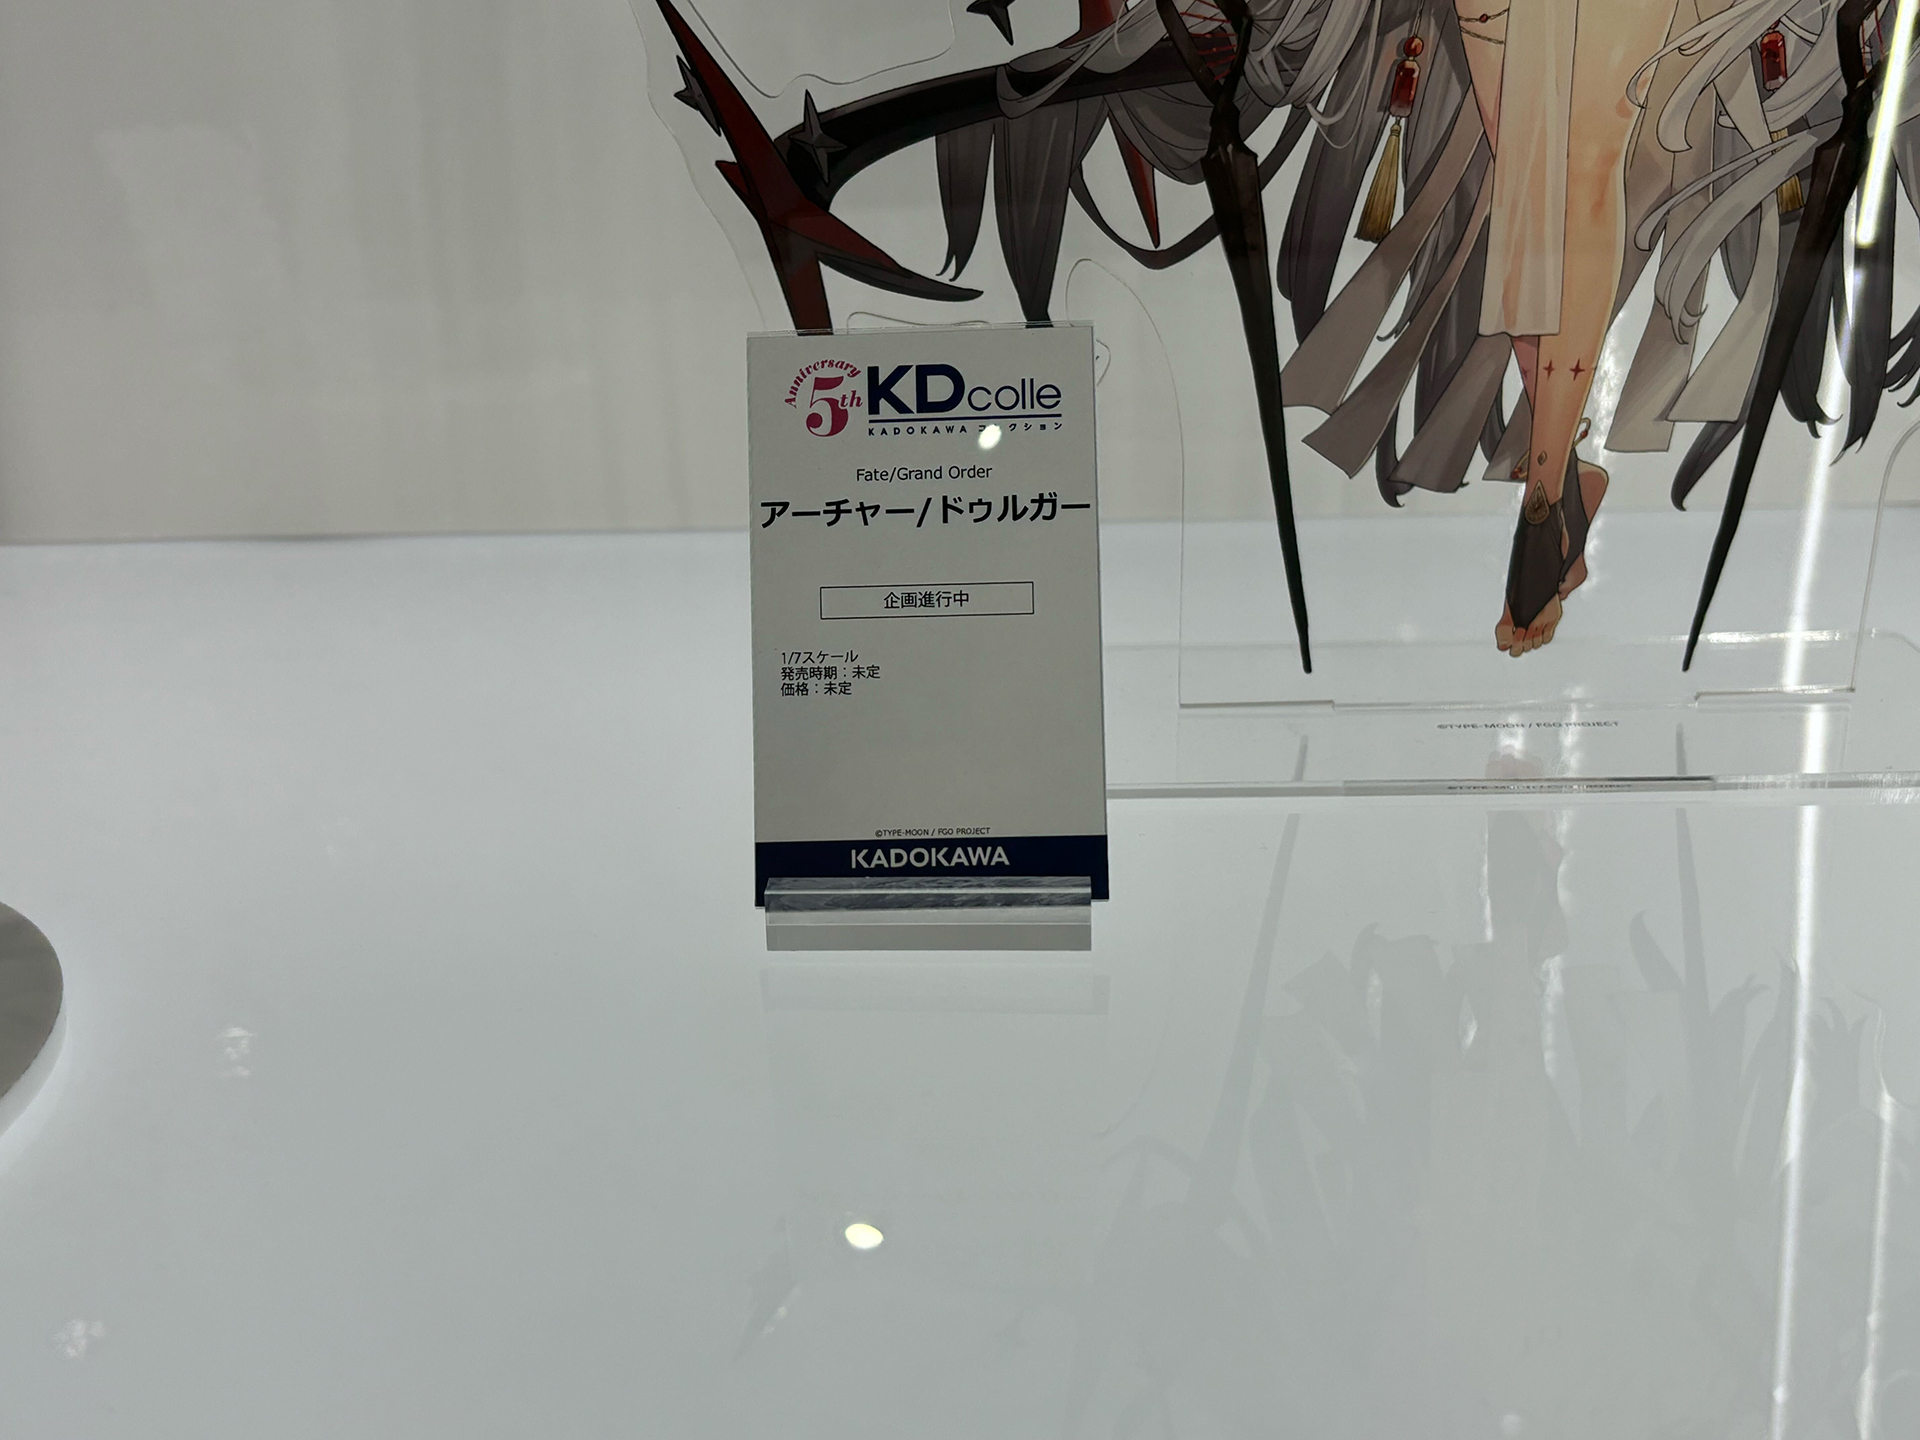 Anniversary
5th KDcolle
KADOKAWA コレクション
Fate/Grand Order
アーチャー/ドゥルガー
企画進行中
1/7スケール
発売時期：未定
価格：未定
©TYPE-MOON / FGO PROJECT
KADOKAWA
©TYPE-MOON / FGO PROJECT